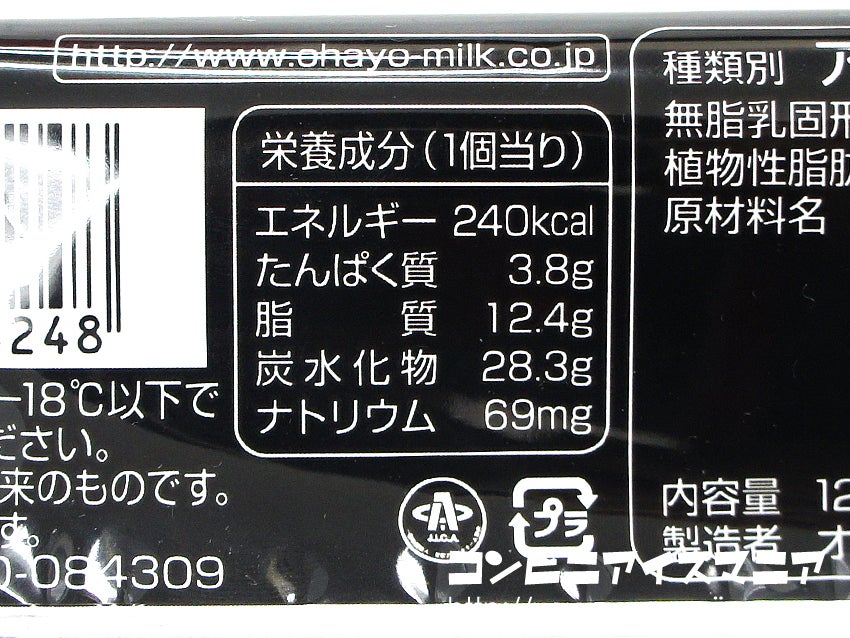 http://www.ohayo-milk.co.jp
栄養成分（1個当り）
エネルギー 240kcal
たんぱく質 3.8g
脂質 12.4g
炭水化物 28.3g
ナトリウム 69mg
248
−18℃以下で
ださい。
来のものです。
す。
0-084309
J.I.C.A.
プラ
種類別 ア
無脂乳固形
植物性脂肪
原材料名
内容量 12
製造者 オ
コンビニアイスマニア